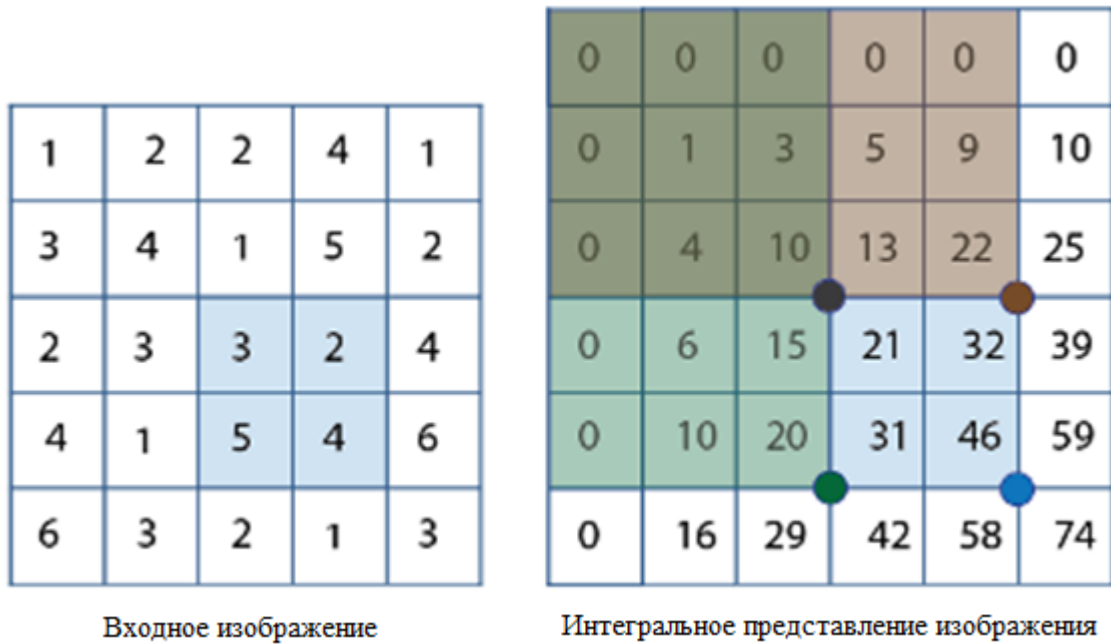 0 0 0 0 0 0
1 2 2 4 1
0 1 3 5 9 10
3 4 1 5 2
0 4 10 13 22 25
2 3 3 2 4
0 6 15 21 32 39
4 1 5 4 6
0 10 20 31 46 59
6 3 2 1 3
0 16 29 42 58 74
Входное изображение
Интегральное представление изображения